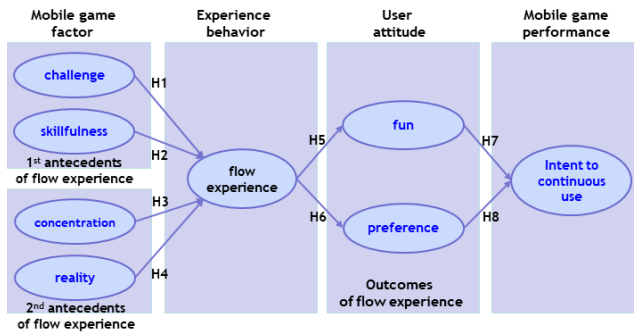 Mobile game
factor
Experience
behavior
User
attitude
Mobile game
performance
challenge
H1
skillfulness
H2
1st antecedents
of flow experience
flow
experience
H5
fun
H7
Intent to
continuous
use
concentration
H3
H6
preference
H8
reality
H4
2nd antecedents
of flow experience
Outcomes
of flow experience